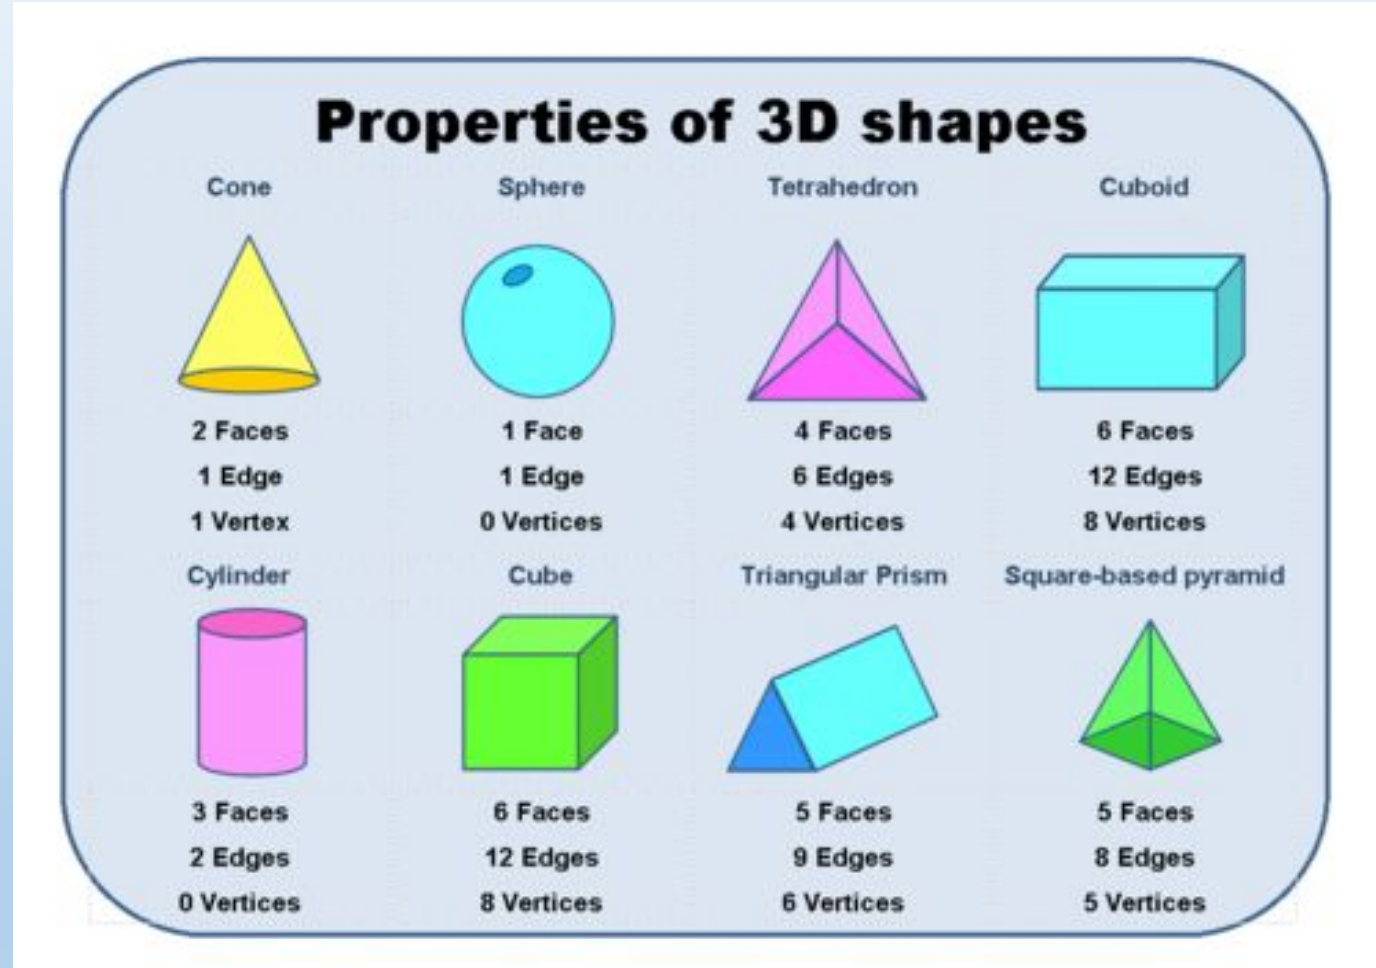 Properties of 3D shapes
Cone
Sphere
Tetrahedron
Cuboid
2 Faces
1 Face
4 Faces
6 Faces
1 Edge
1 Edge
6 Edges
12 Edges
1 Vertex
0 Vertices
4 Vertices
8 Vertices
Cylinder
Cube
Triangular Prism
Square-based pyramid
3 Faces
6 Faces
5 Faces
5 Faces
2 Edges
12 Edges
9 Edges
8 Edges
0 Vertices
8 Vertices
6 Vertices
5 Vertices